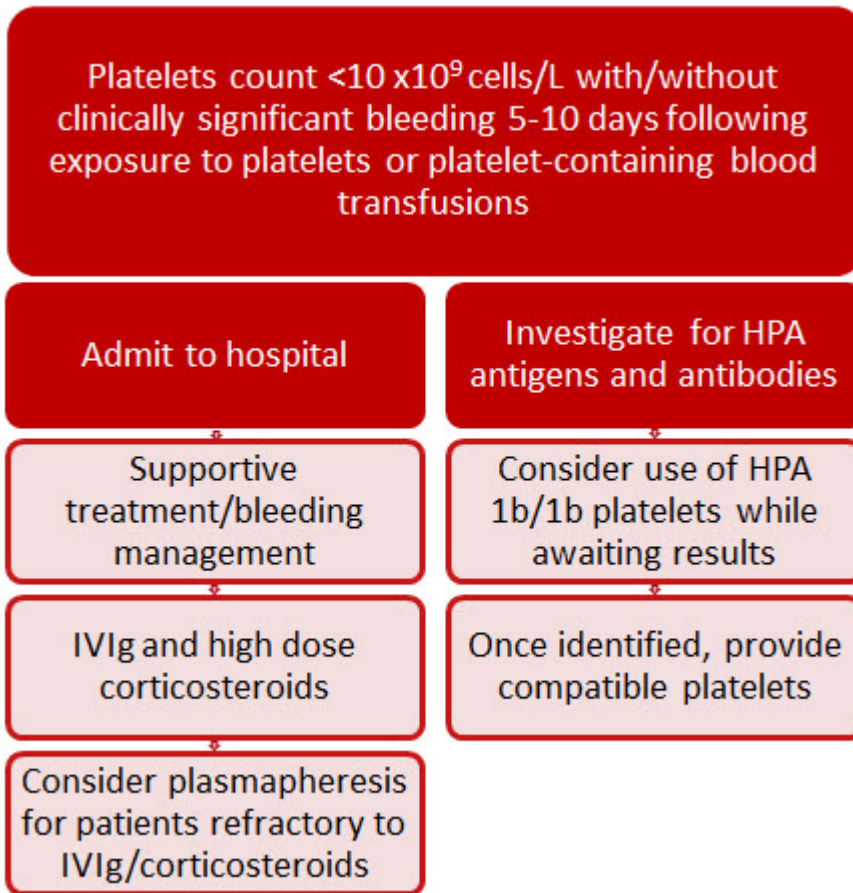 Platelets count <10 x10⁹ cells/L with/without
clinically significant bleeding 5-10 days following
exposure to platelets or platelet-containing blood
transfusions
Admit to hospital
Supportive
treatment/bleeding
management
IVIg and high dose
corticosteroids
Consider plasmapheresis
for patients refractory to
IVIg/corticosteroids
Investigate for HPA
antigens and antibodies
Consider use of HPA
1b/1b platelets while
awaiting results
Once identified, provide
compatible platelets